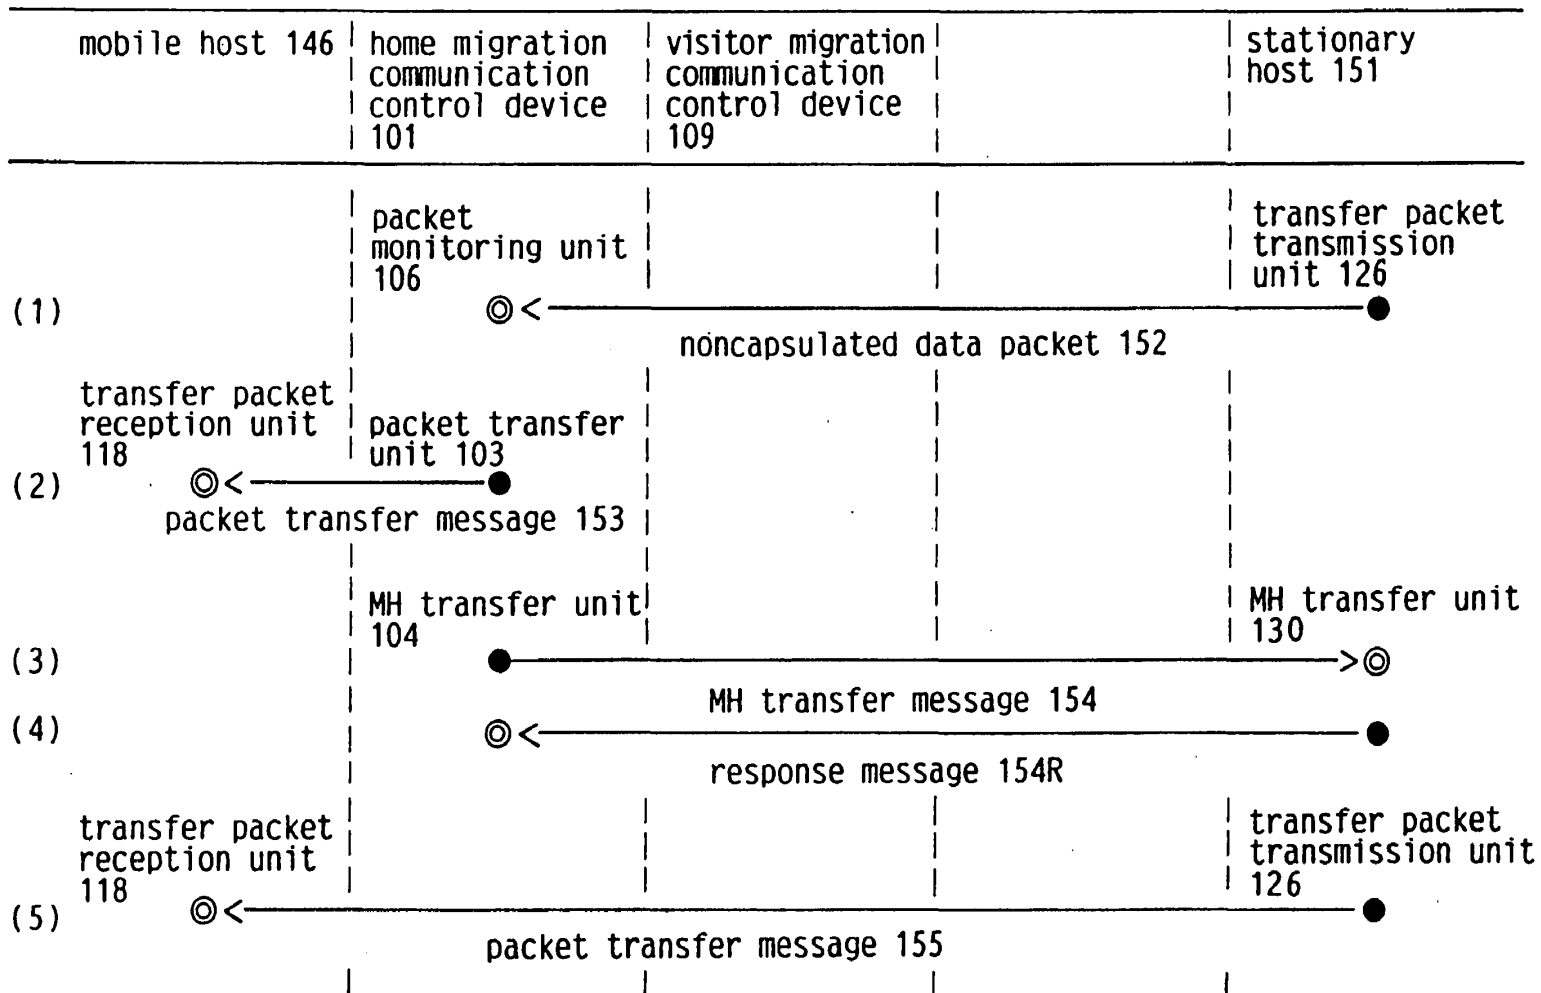 mobile host 146
home migration
communication
control device
101
visitor migration
communication
control device
109
stationary
host 151
packet
monitoring unit
106
transfer packet
transmission
unit 126
(1)
noncapsulated data packet 152
transfer packet
reception unit
118
packet transfer
unit 103
(2)
packet transfer message 153
MH transfer unit
104
MH transfer unit
130
(3)
MH transfer message 154
(4)
response message 154R
transfer packet
reception unit
118
transfer packet
transmission unit
126
(5)
packet transfer message 155